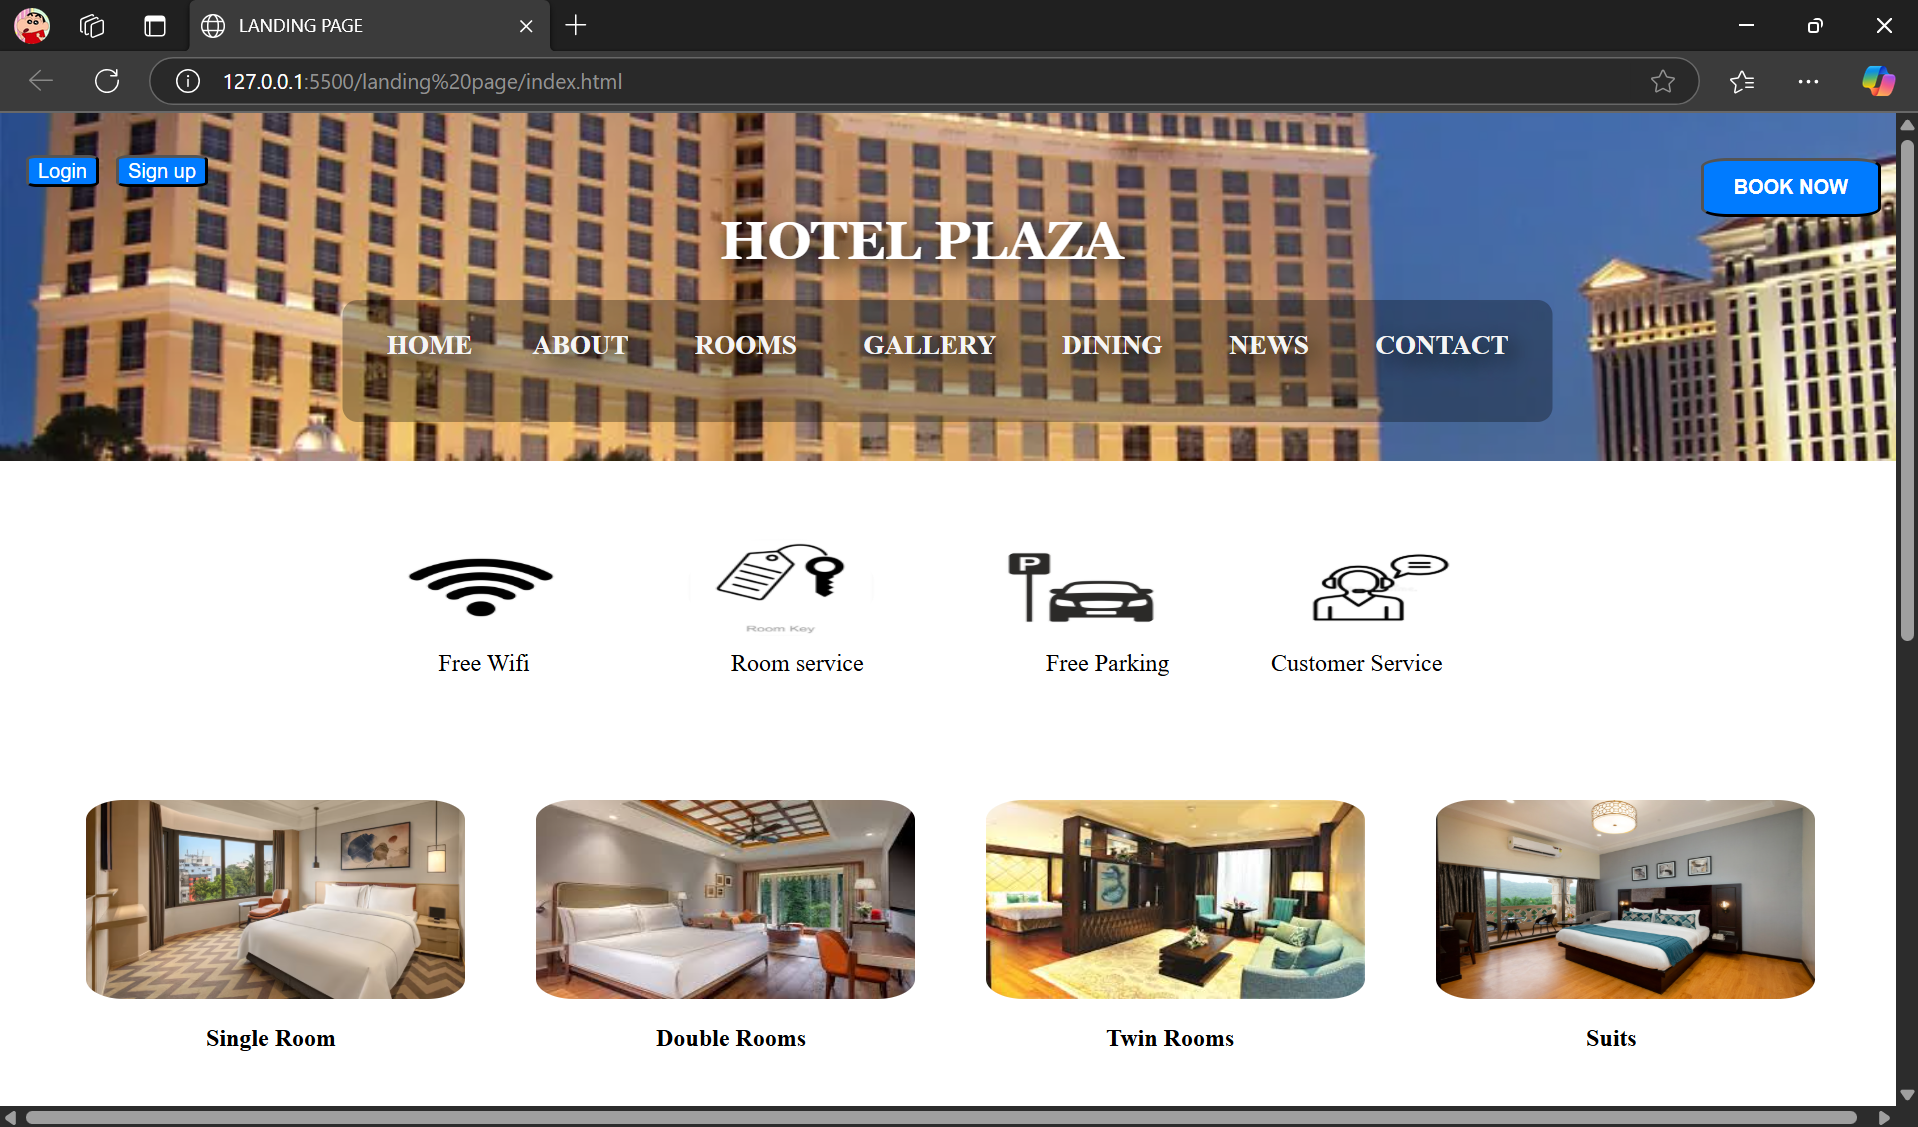 LANDING PAGE
127.0.0.1:5500/landing%20page/index.html
Login Sign up
BOOK NOW
HOTEL PLAZA
HOME ABOUT ROOMS GALLERY DINING NEWS CONTACT
P
Room Key
Free Wifi Room service Free Parking Customer Service
Single Room Double Rooms Twin Rooms Suits